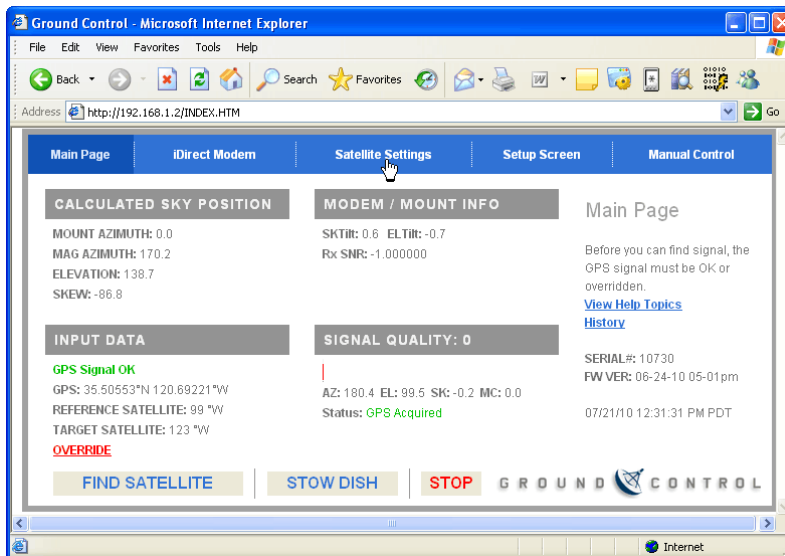 Ground Control - Microsoft Internet Explorer
File Edit View Favorites Tools Help
Back Search Favorites
Address http://192.168.1.2/INDEX.HTM Go
Main Page iDirect Modem Satellite Settings Setup Screen Manual Control
CALCULATED SKY POSITION
MOUNT AZIMUTH: 0.0
MAG AZIMUTH: 170.2
ELEVATION: 138.7
SKEW: -86.8
MODEM / MOUNT INFO
SKTilt: 0.6 ELTilt: -0.7
Rx SNR: -1.000000
Main Page
Before you can find signal, the
GPS signal must be OK or
overridden.
View Help Topics
History
SERIAL#: 10730
FW VER: 06-24-10 05-01pm
07/21/10 12:31:31 PM PDT
INPUT DATA
GPS Signal OK
GPS: 35.50553°N 120.69221°W
REFERENCE SATELLITE: 99 °W
TARGET SATELLITE: 123 °W
OVERRIDE
SIGNAL QUALITY: 0
AZ: 180.4 EL: 99.5 SK: -0.2 MC: 0.0
Status: GPS Acquired
FIND SATELLITE STOW DISH STOP GROUND CONTROL
Internet